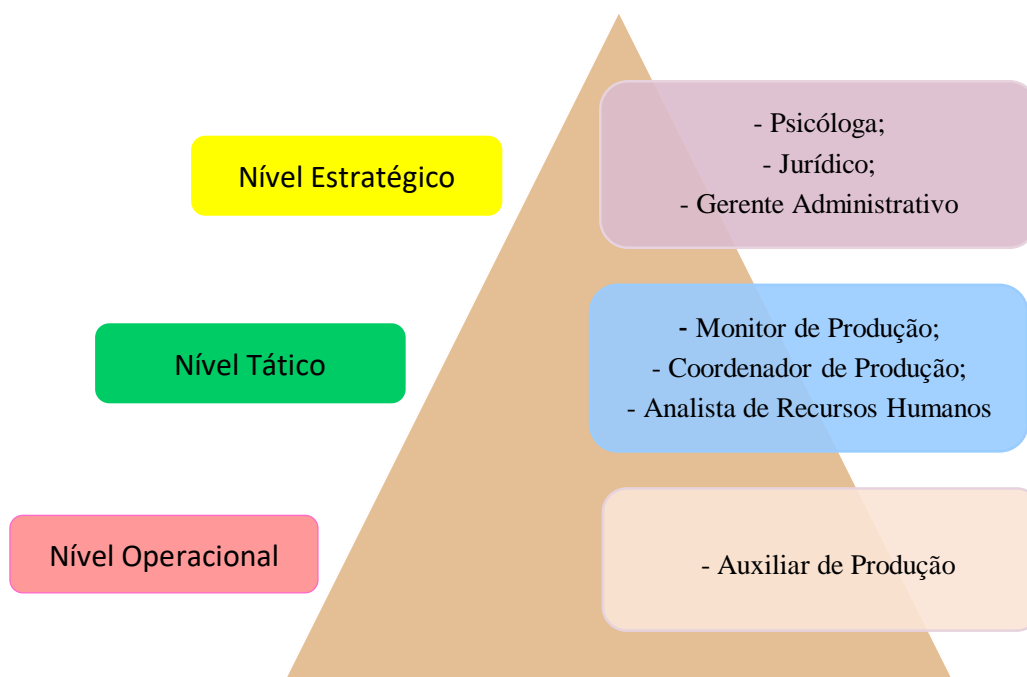 Nível Estratégico
- Psicóloga;
- Jurídico;
- Gerente Administrativo
Nível Tático
- Monitor de Produção;
- Coordenador de Produção;
- Analista de Recursos Humanos
Nível Operacional
- Auxiliar de Produção